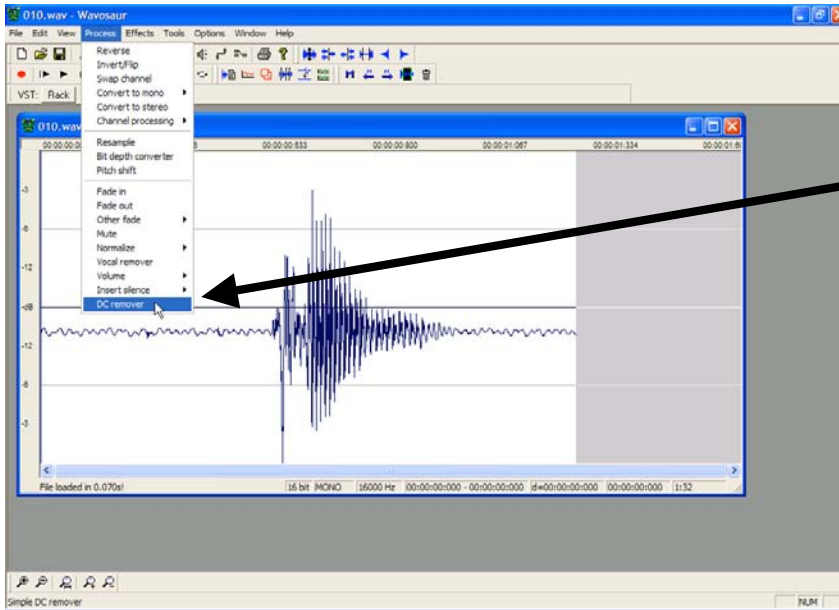 010.wav - Wavosaur
File Edit View Process Effects Tools Options Window Help
Reverse
Invert/Flip
Swap channel
Convert to mono
Convert to stereo
Channel processing
Resample
Bit depth converter
Pitch shift
Fade in
Fade out
Other fade
Mute
Normalize
Vocal remover
Volume
Insert silence
DC remover
VST: Rack
010.wav
00:00:00:533 00:00:00:800 00:00:01:067 00:00:01:334
-3
-6
-12
-dB
-12
-6
-3
File loaded in 0.070s! 16 bit MONO 16000 Hz 00:00:00:000 - 00:00:00:000 d=00:00:00:000 00:00:00:000 1:32
Simple DC remover NUM